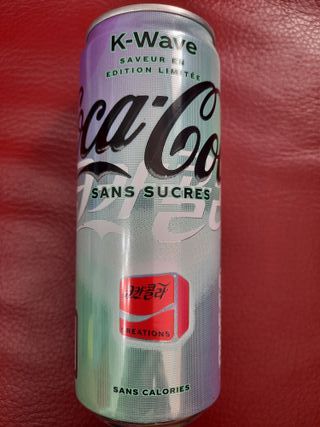 K-Wave
SAVEUR EN
ÉDITION LIMITÉE
Coca-Cola
SANS SUCRES
코카콜라
CREATIONS
SANS CALORIES